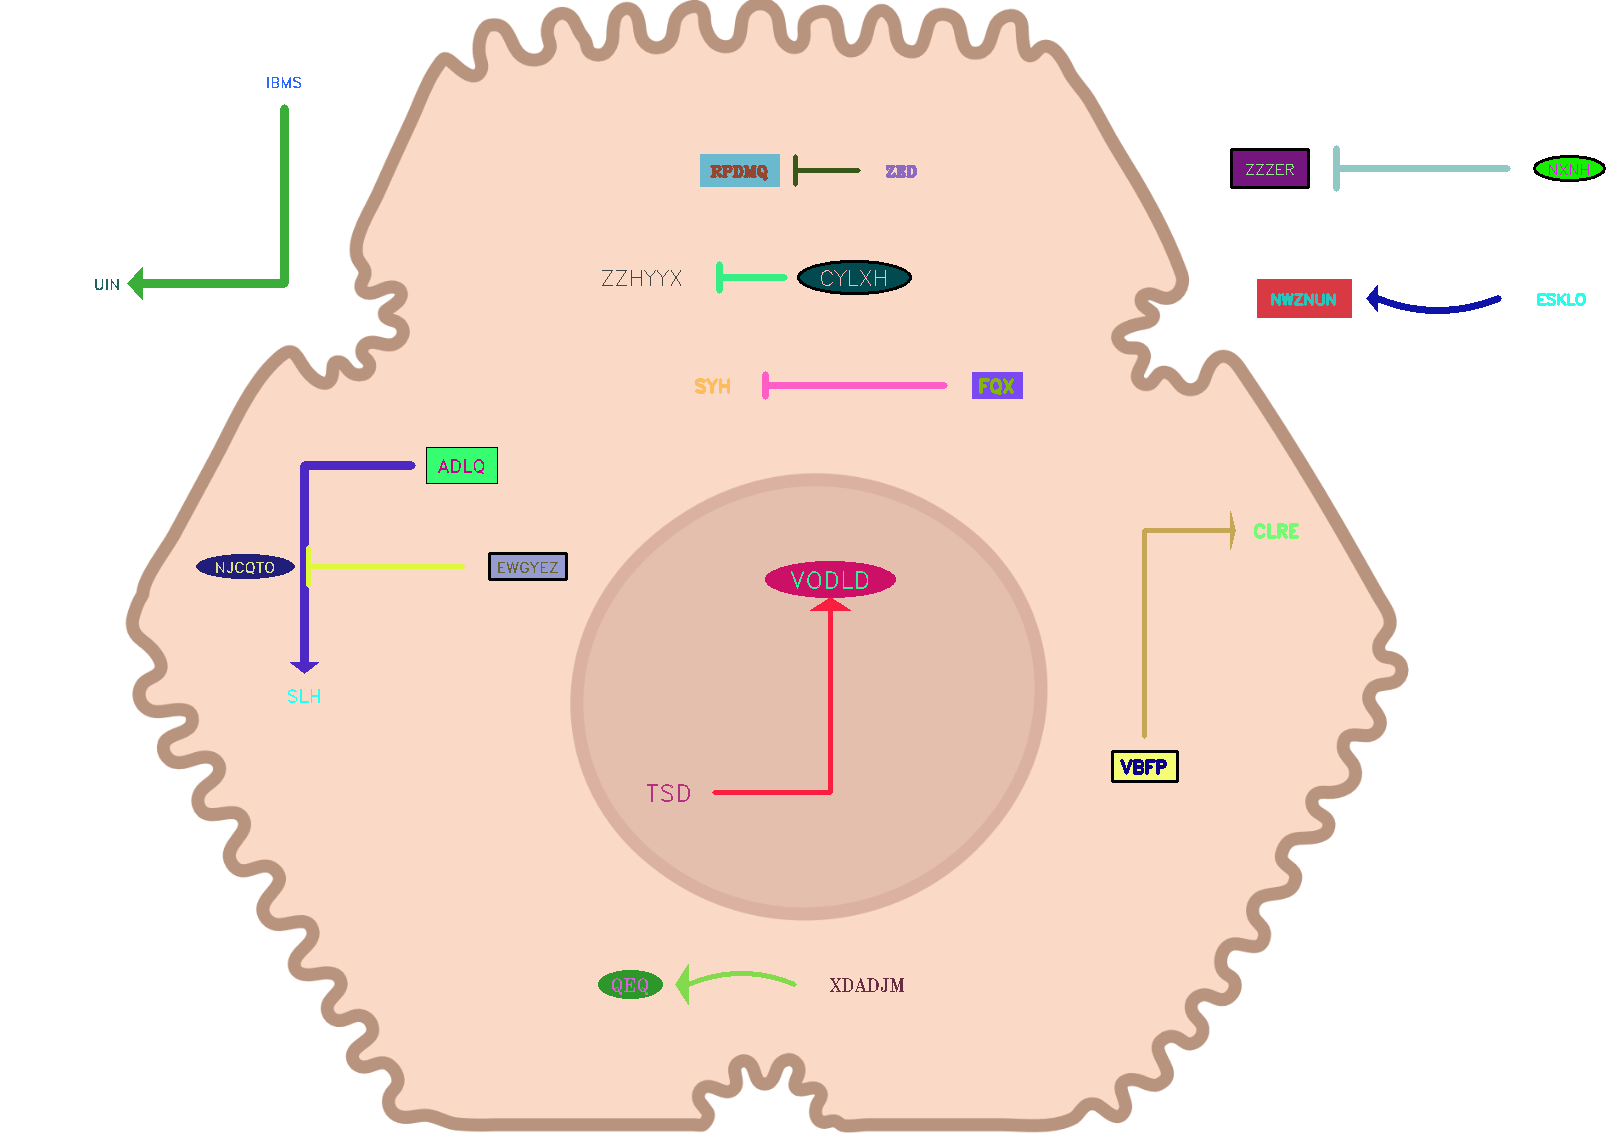 IBMS
RPDMQ
ZBD
ZZZER
NXNH
ZZHYYX
CYLXH
UIN
NWZNUN
ESKLO
SYH
FQX
ADLQ
CLRE
NJCQTO
EWGYEZ
VODLD
SLH
VBFP
TSD
QEQ
XDADJM